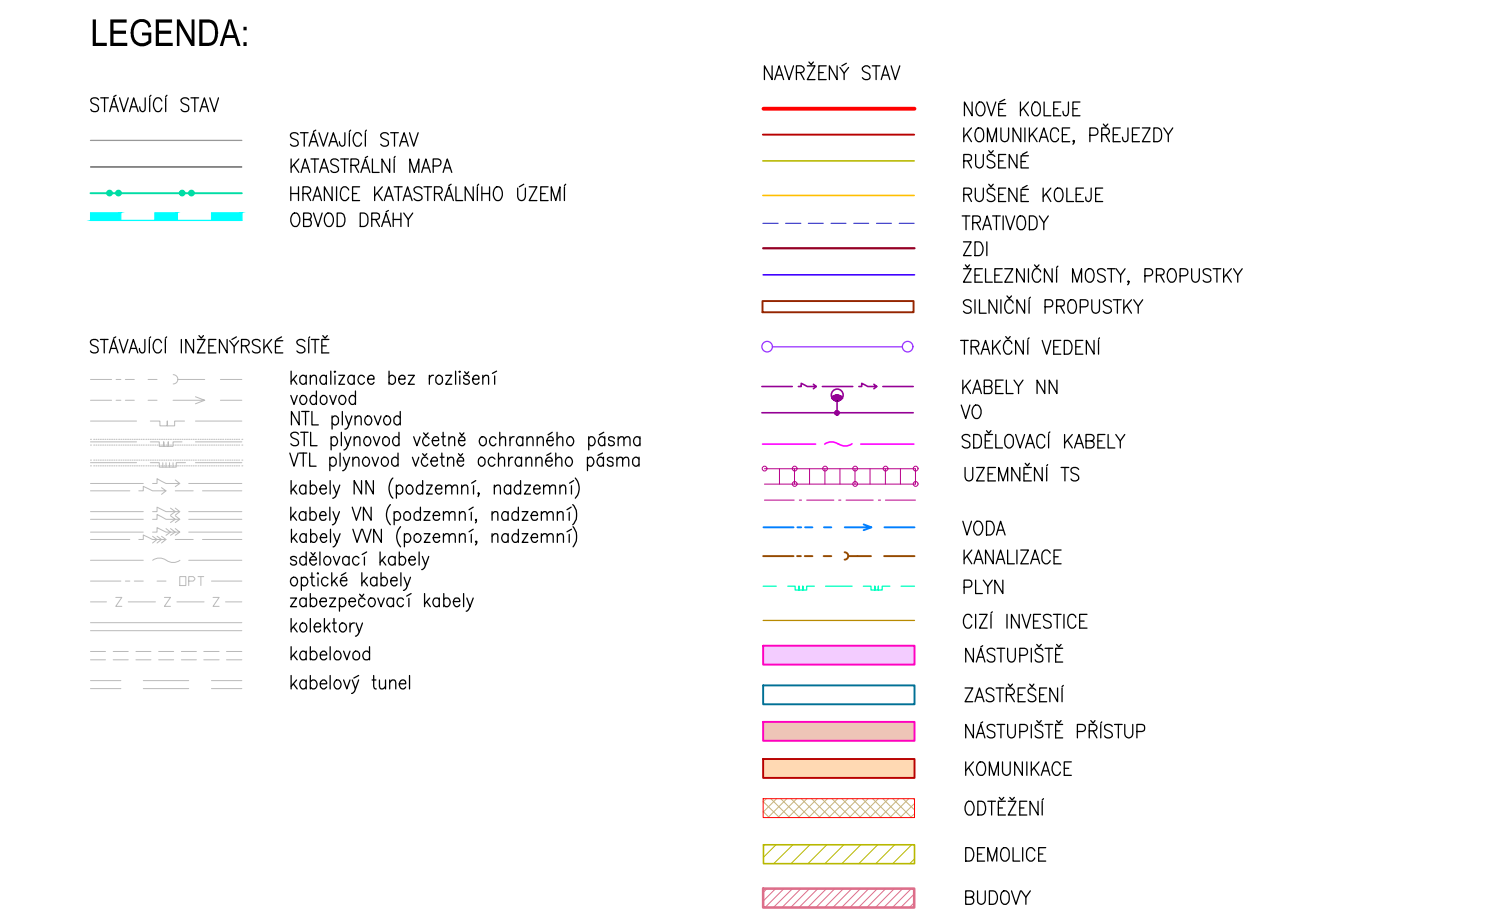 LEGENDA:
STÁVAJÍCÍ STAV
STÁVAJÍCÍ STAV
KATASTRÁLNÍ MAPA
HRANICE KATASTRÁLNÍHO ÚZEMÍ
OBVOD DRÁHY
STÁVAJÍCÍ INŽENÝRSKÉ SÍTĚ
kanalizace bez rozlišení
vodovod
NTL plynovod
STL plynovod včetně ochranného pásma
VTL plynovod včetně ochranného pásma
kabely NN (podzemní, nadzemní)
kabely VN (podzemní, nadzemní)
kabely VVN (pozemní, nadzemní)
sdělovací kabely
OPT optické kabely
Z Z Z zabezpečovací kabely
kolektory
kabelovod
kabelový tunel
NAVRŽENÝ STAV
NOVÉ KOLEJE
KOMUNIKACE, PŘEJEZDY
RUŠENÉ
RUŠENÉ KOLEJE
TRATIVODY
ZDI
ŽELEZNIČNÍ MOSTY, PROPUSTKY
SILNIČNÍ PROPUSTKY
TRAKČNÍ VEDENÍ
KABELY NN
VO
SDĚLOVACÍ KABELY
UZEMNĚNÍ TS
VODA
KANALIZACE
PLYN
CIZÍ INVESTICE
NÁSTUPIŠTĚ
ZASTŘEŠENÍ
NÁSTUPIŠTĚ PŘÍSTUP
KOMUNIKACE
ODTĚŽENÍ
DEMOLICE
BUDOVY